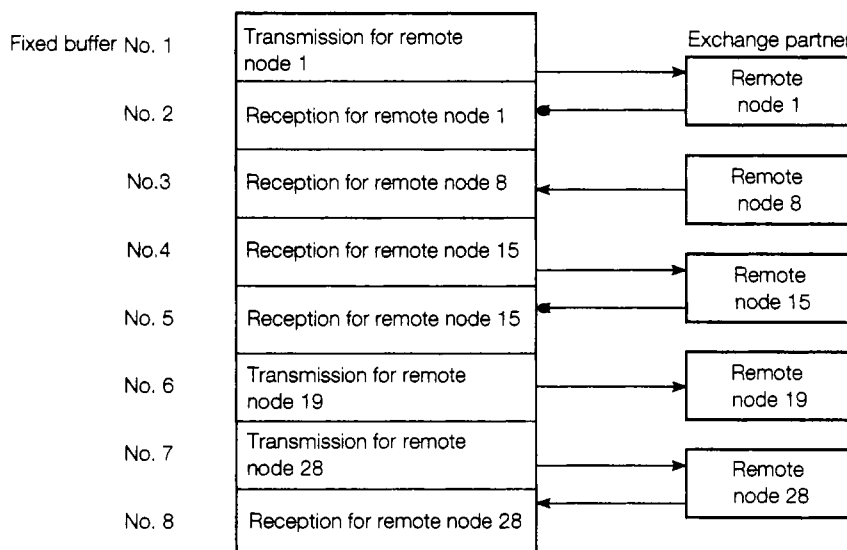 Fixed buffer No. 1
Transmission for remote
node 1
Exchange partner
Remote
node 1
No. 2
Reception for remote node 1
No.3
Reception for remote node 8
Remote
node 8
No.4
Reception for remote node 15
Remote
node 15
No. 5
Reception for remote node 15
No. 6
Transmission for remote
node 19
Remote
node 19
No. 7
Transmission for remote
node 28
Remote
node 28
No. 8
Reception for remote node 28